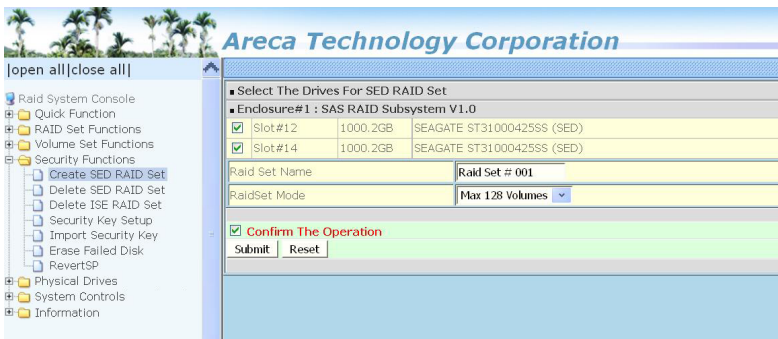 Areca Technology Corporation
|open all|close all|
Raid System Console
Quick Function
RAID Set Functions
Volume Set Functions
Security Functions
Create SED RAID Set
Delete SED RAID Set
Delete ISE RAID Set
Security Key Setup
Import Security Key
Erase Failed Disk
RevertSP
Physical Drives
System Controls
Information
Select The Drives For SED RAID Set
Enclosure#1 : SAS RAID Subsystem V1.0
Slot#12 1000.2GB SEAGATE ST31000425SS (SED)
Slot#14 1000.2GB SEAGATE ST31000425SS (SED)
Raid Set Name Raid Set # 001
RaidSet Mode Max 128 Volumes
Confirm The Operation
Submit Reset